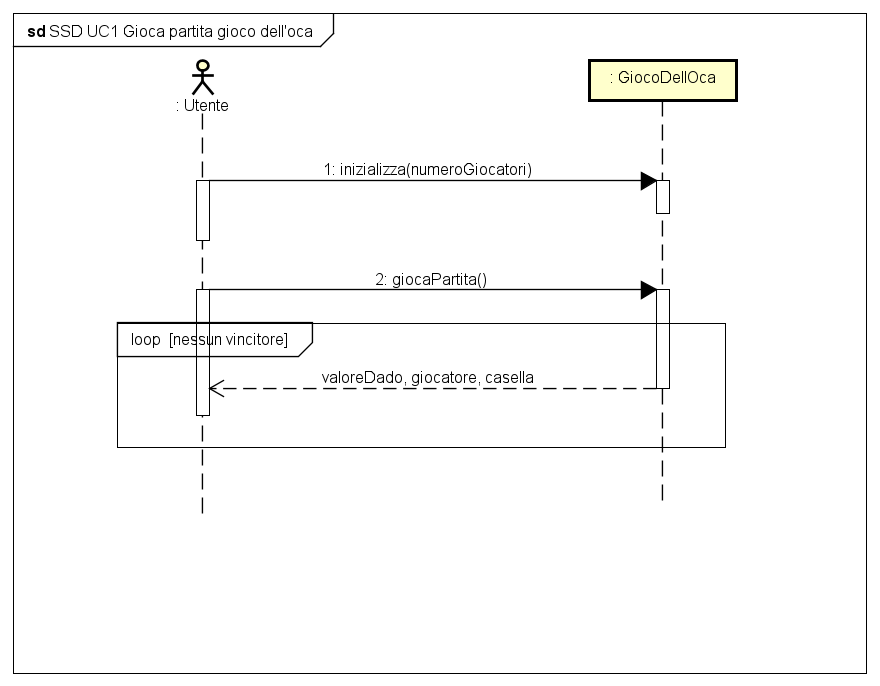 sd SSD UC1 Gioca partita gioco dell'oca
: Utente
: GiocoDellOca
1: inizializza(numeroGiocatori)
2: giocaPartita()
loop [nessun vincitore]
valoreDado, giocatore, casella